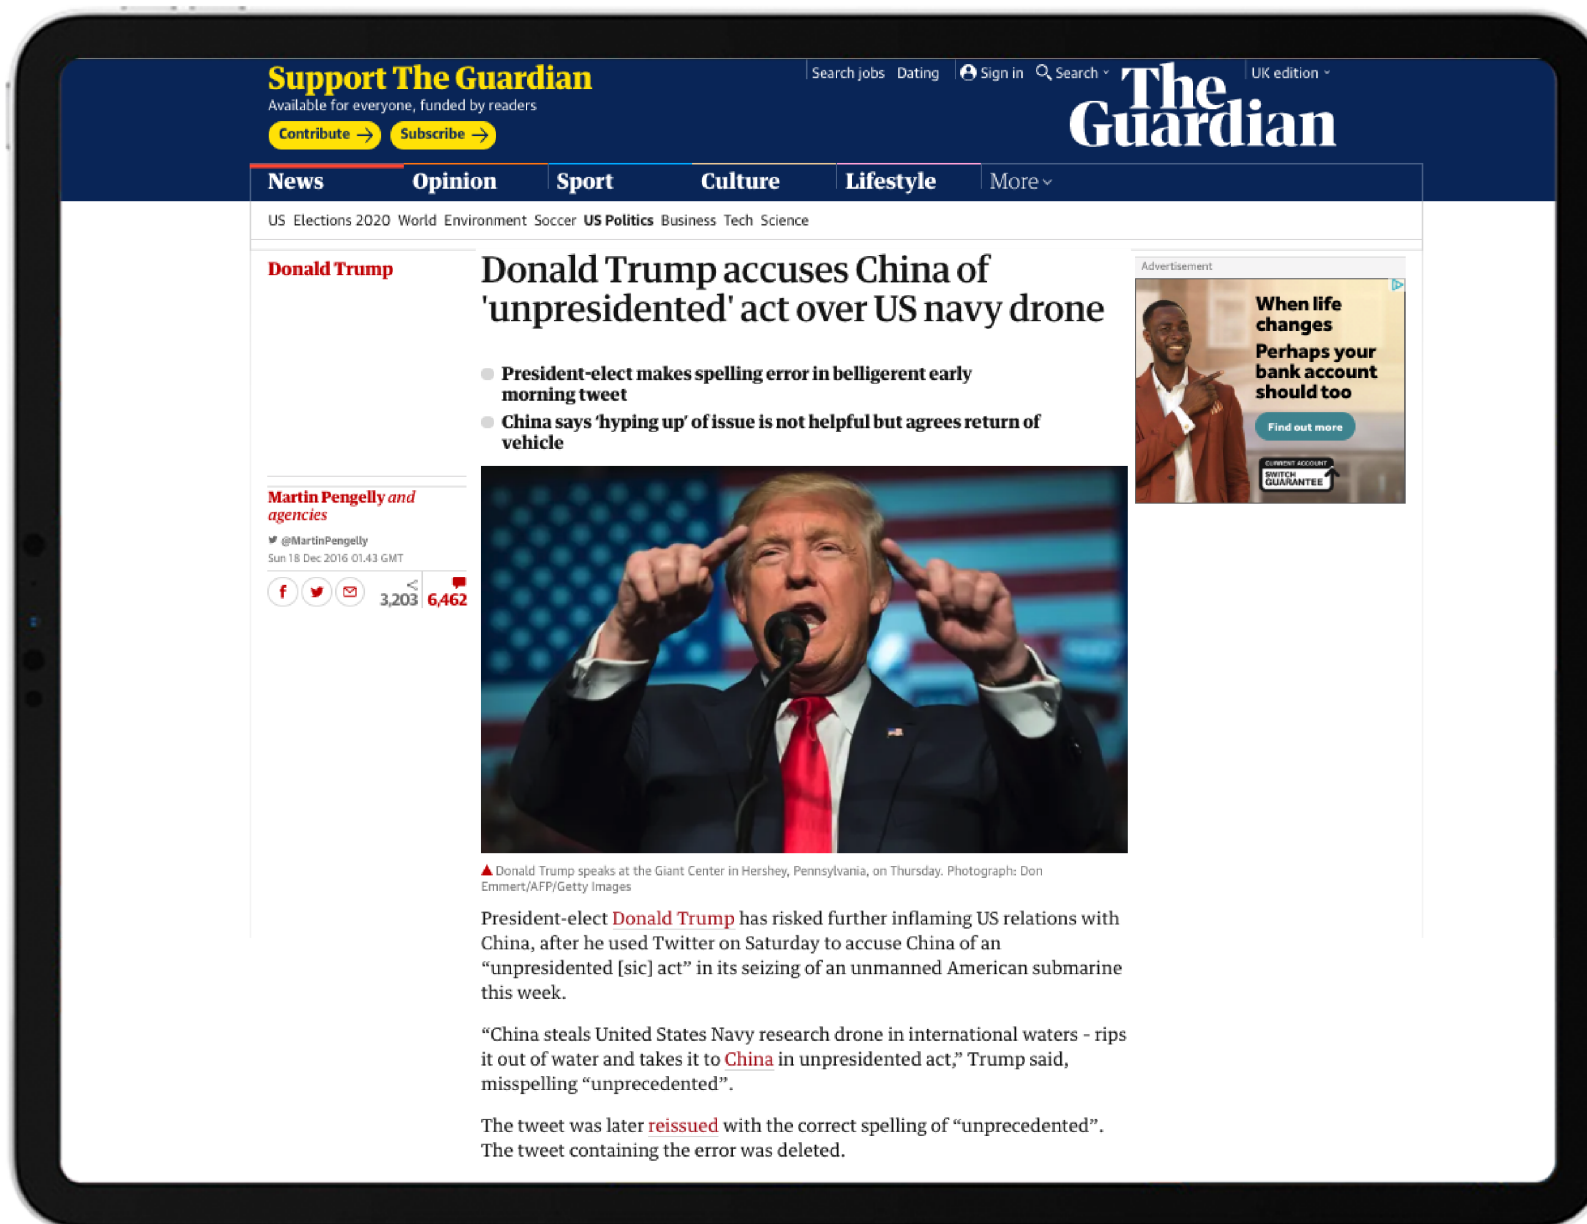 Support The Guardian
Available for everyone, funded by readers
Contribute
Subscribe
Search jobs
Dating
Sign in
Search
UK edition
The
Guardian
News
Opinion
Sport
Culture
Lifestyle
More
US Elections 2020 World Environment Soccer US Politics Business Tech Science
Donald Trump
Donald Trump accuses China of
'unpresidented' act over US navy drone
President-elect makes spelling error in belligerent early
morning tweet
China says ‘hyping up’ of issue is not helpful but agrees return of
vehicle
Martin Pengelly and
agencies
@MartinPengelly
Sun 18 Dec 2016 01.43 GMT
3,203
6,462
Advertisement
When life
changes
Perhaps your
bank account
should too
Find out more
CURRENT ACCOUNT
SWITCH
GUARANTEE
Donald Trump speaks at the Giant Center in Hershey, Pennsylvania, on Thursday. Photograph: Don
Emmert/AFP/Getty Images
President-elect Donald Trump has risked further inflaming US relations with
China, after he used Twitter on Saturday to accuse China of an
“unpresidented [sic] act” in its seizing of an unmanned American submarine
this week.
“China steals United States Navy research drone in international waters - rips
it out of water and takes it to China in unpresidented act,” Trump said,
misspelling “unprecedented”.
The tweet was later reissued with the correct spelling of “unprecedented”.
The tweet containing the error was deleted.